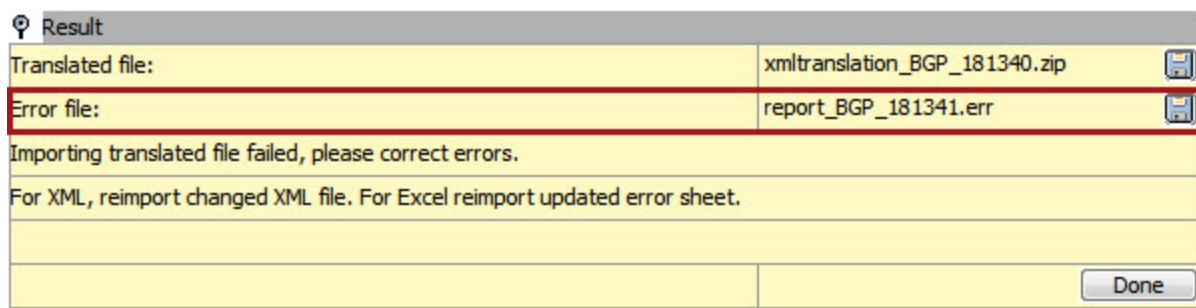 Result
Translated file: xmltranslation_BGP_181340.zip
Error file: report_BGP_181341.err
Importing translated file failed, please correct errors.
For XML, reimport changed XML file. For Excel reimport updated error sheet.
Done